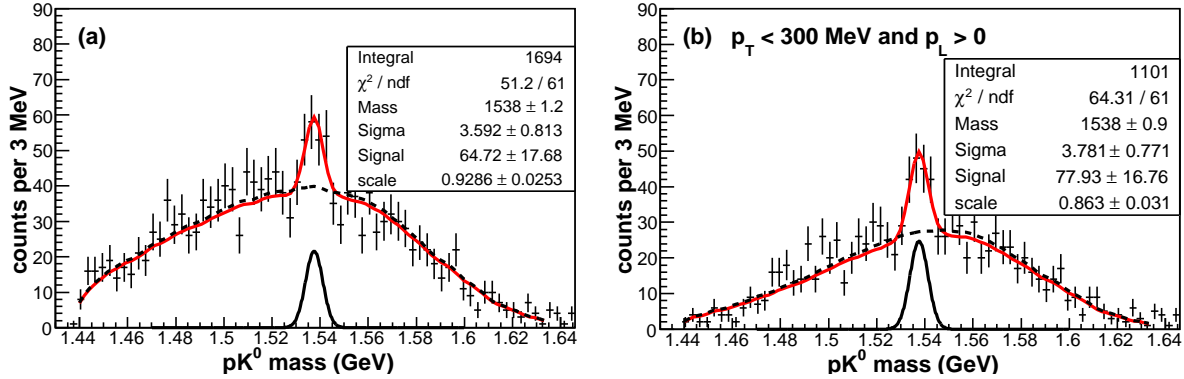 (a)
Integral 1694
χ² / ndf 51.2 / 61
Mass 1538 ± 1.2
Sigma 3.592 ± 0.813
Signal 64.72 ± 17.68
scale 0.9286 ± 0.0253
counts per 3 MeV
90
80
70
60
50
40
30
20
10
0
1.44 1.46 1.48 1.5 1.52 1.54 1.56 1.58 1.6 1.62 1.64
pK⁰ mass (GeV)
(b) p_T < 300 MeV and p_L > 0
Integral 1101
χ² / ndf 64.31 / 61
Mass 1538 ± 0.9
Sigma 3.781 ± 0.771
Signal 77.93 ± 16.76
scale 0.863 ± 0.031
counts per 3 MeV
90
80
70
60
50
40
30
20
10
0
1.44 1.46 1.48 1.5 1.52 1.54 1.56 1.58 1.6 1.62 1.64
pK⁰ mass (GeV)